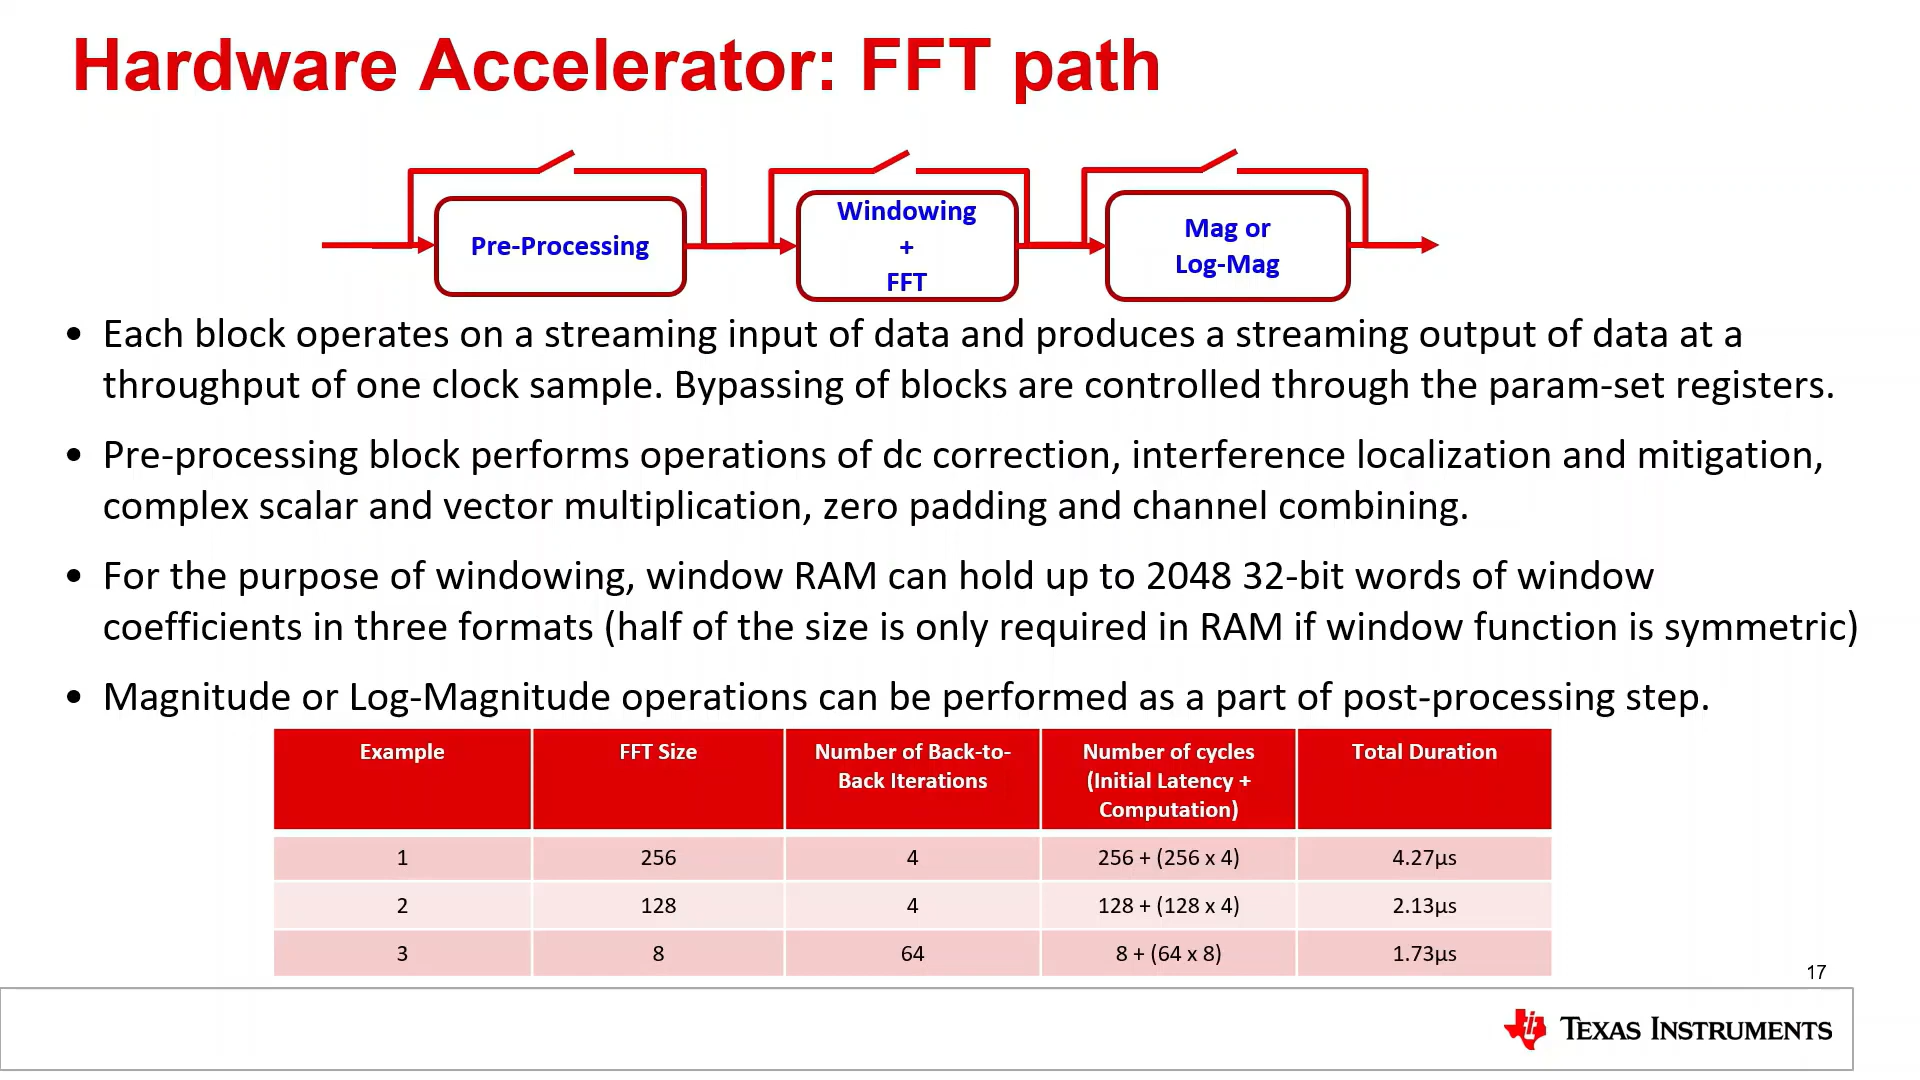 Hardware Accelerator: FFT path
Pre-Processing
Windowing
+
FFT
Mag or
Log-Mag
• Each block operates on a streaming input of data and produces a streaming output of data at a
throughput of one clock sample. Bypassing of blocks are controlled through the param-set registers.
• Pre-processing block performs operations of dc correction, interference localization and mitigation,
complex scalar and vector multiplication, zero padding and channel combining.
• For the purpose of windowing, window RAM can hold up to 2048 32-bit words of window
coefficients in three formats (half of the size is only required in RAM if window function is symmetric)
• Magnitude or Log-Magnitude operations can be performed as a part of post-processing step.
Example FFT Size Number of Back-to-
Back Iterations Number of cycles
(Initial Latency +
Computation) Total Duration
1 256 4 256 + (256 x 4) 4.27µs
2 128 4 128 + (128 x 4) 2.13µs
3 8 64 8 + (64 x 8) 1.73µs
17
TEXAS INSTRUMENTS